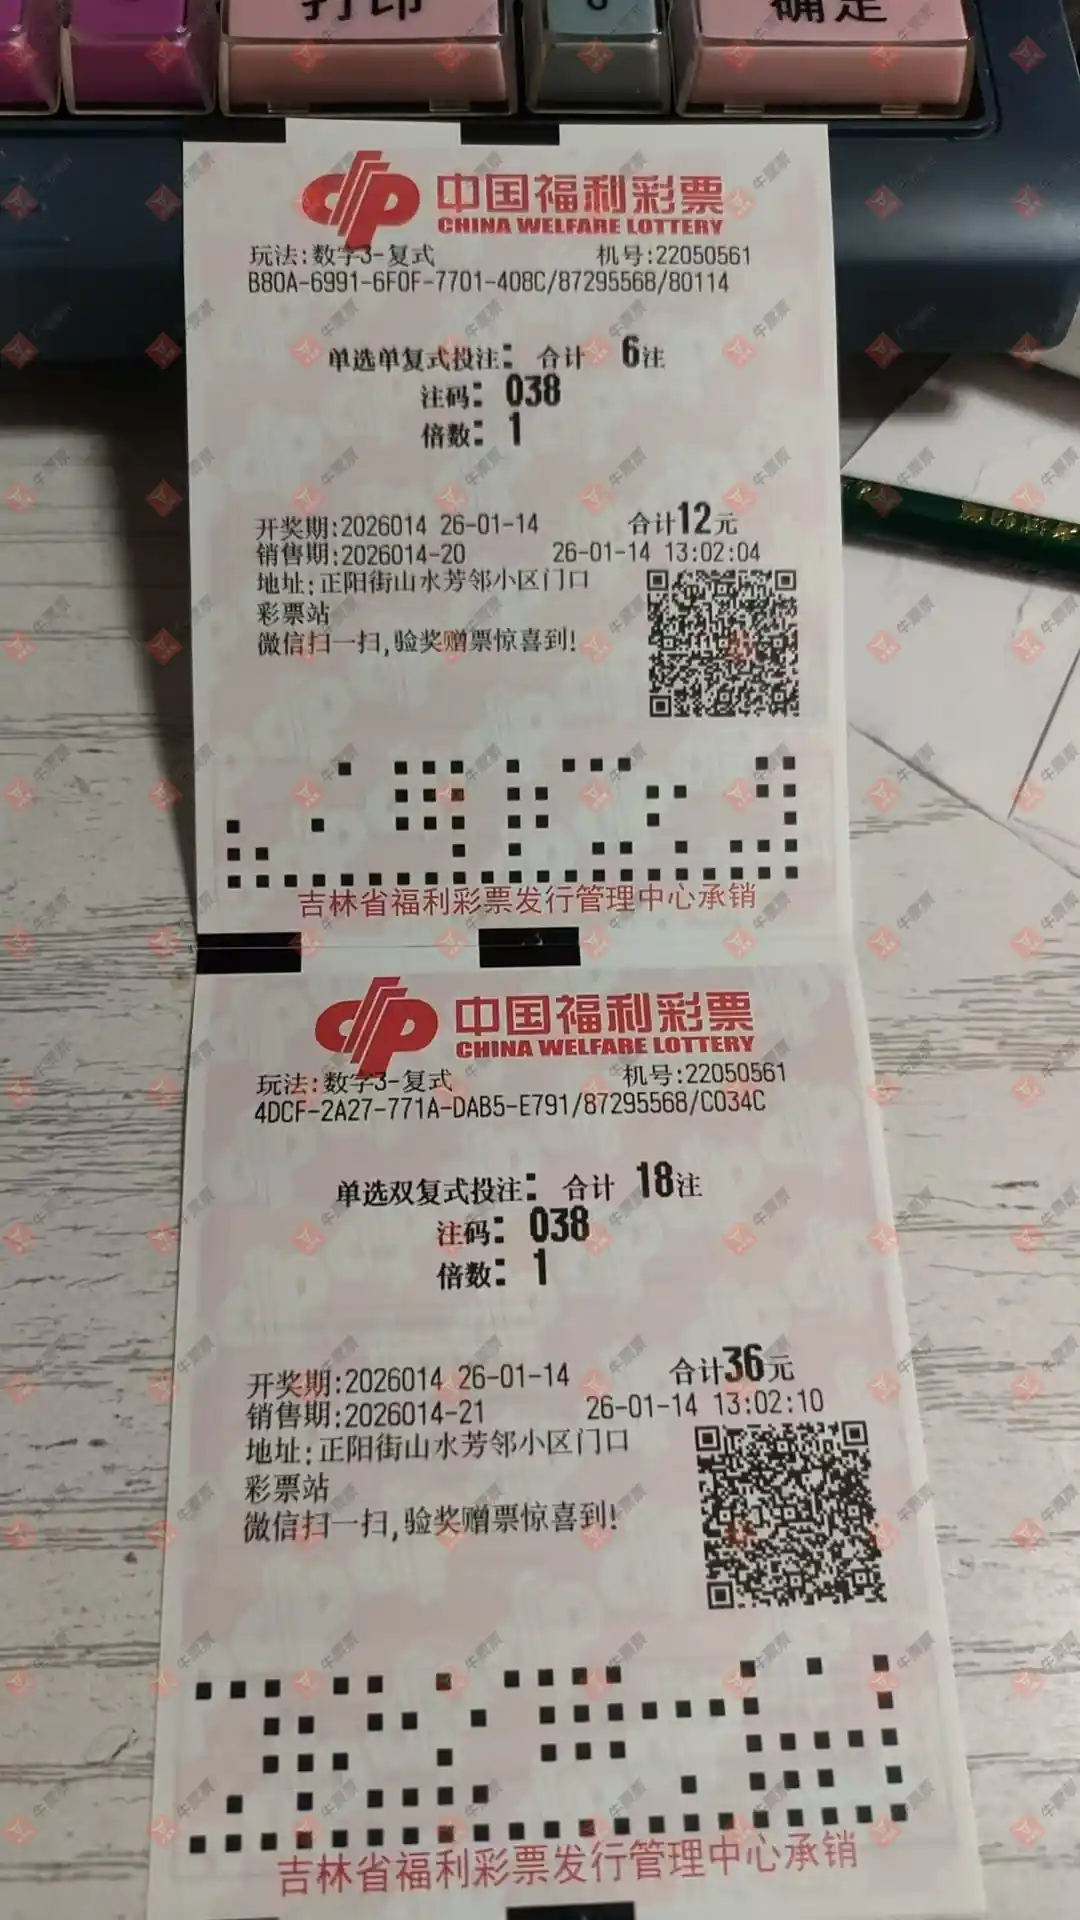 打印
确定
中国福利彩票
CHINA WELFARE LOTTERY
玩法:数字3-复式 机号:22050561
B80A-6991-6F0F-7701-408C/87295568/80114
单选单复式投注: 合计 6注
注码: 038
倍数: 1
开奖期:2026014 26-01-14 合计12元
销售期:2026014-20 26-01-14 13:02:04
地址:正阳街山水芳邻小区门口
彩票站
微信扫一扫,验奖赠票惊喜到!
吉林省福利彩票发行管理中心承销
中国福利彩票
CHINA WELFARE LOTTERY
玩法:数字3-复式 机号:22050561
4DCF-2A27-771A-DAB5-E791/87295568/C034C
单选双复式投注: 合计 18注
注码: 038
倍数: 1
开奖期:2026014 26-01-14 合计36元
销售期:2026014-21 26-01-14 13:02:10
地址:正阳街山水芳邻小区门口
彩票站
微信扫一扫,验奖赠票惊喜到!
吉林省福利彩票发行管理中心承销
牛票票